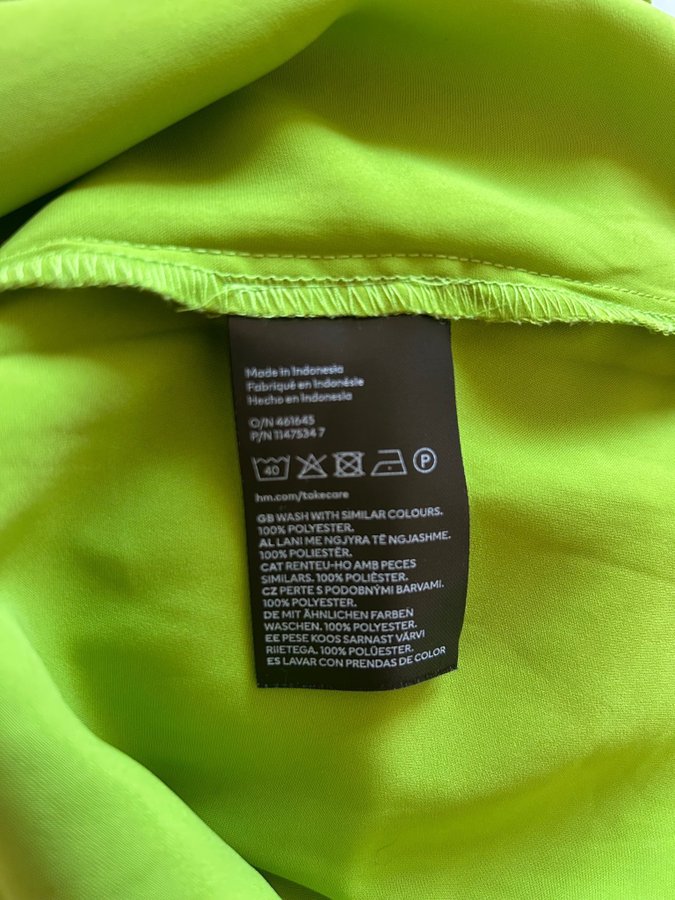 Made in Indonesia
Fabriqué en Indonésie
Hecho en Indonesia
O/N 461645
P/N 1147534 7
40 P
hm.com/takecare
GB WASH WITH SIMILAR COLOURS.
100% POLYESTER.
AL LANI ME NGJYRA TË NGJASHME.
100% POLIESTËR.
CAT RENTEU-HO AMB PECES
SIMILARS. 100% POLIÈSTER.
CZ PERTE S PODOBNÝMI BARVAMI.
100% POLYESTER.
DE MIT ÄHNLICHEN FARBEN
WASCHEN. 100% POLYESTER.
EE PESE KOOS SARNAST VÄRVI
RIIETEGA. 100% POLÜESTER.
ES LAVAR CON PRENDAS DE COLOR